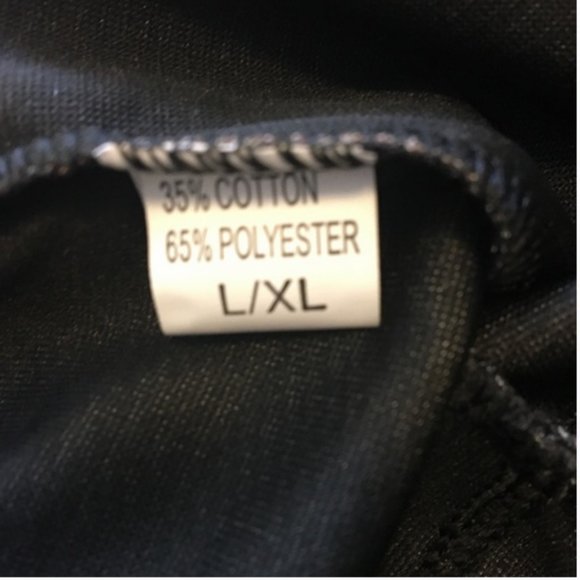 35% COTTON
65% POLYESTER
L/XL